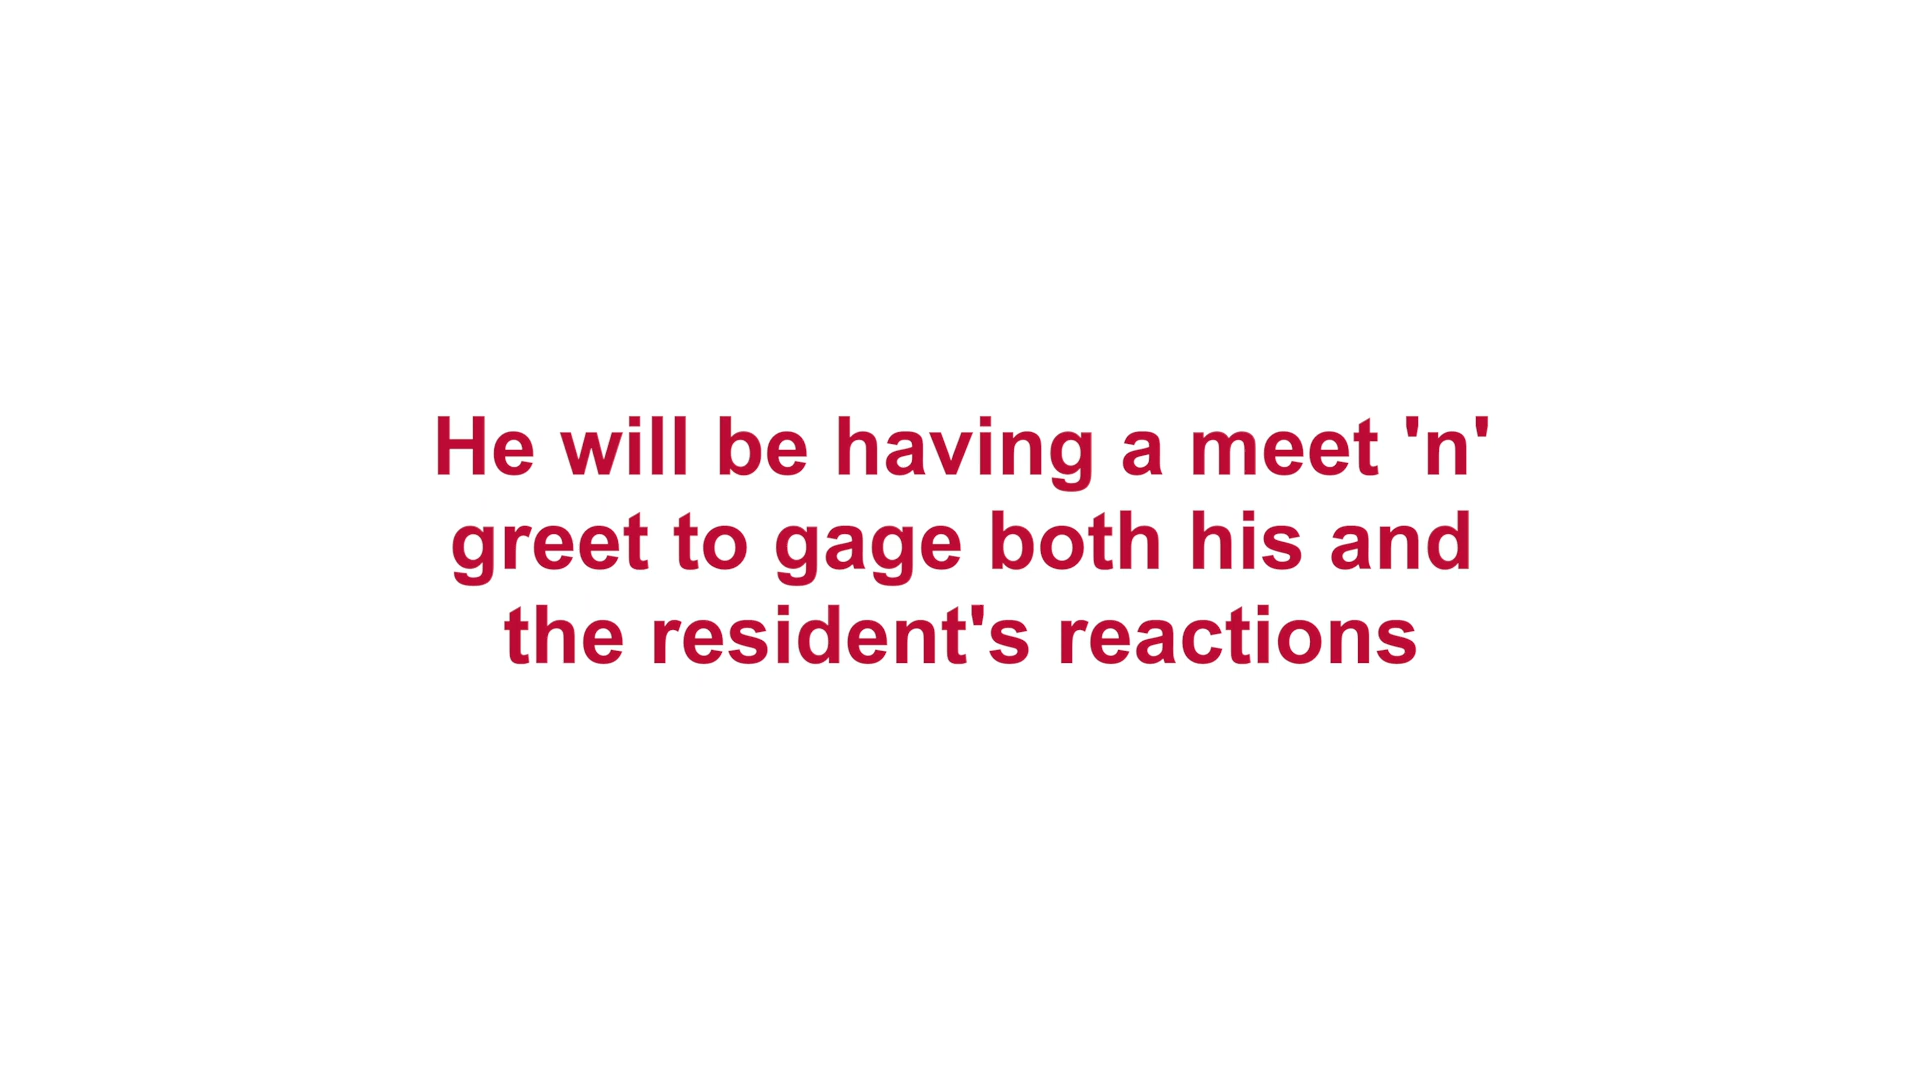 He will be having a meet 'n'
greet to gage both his and
the resident's reactions